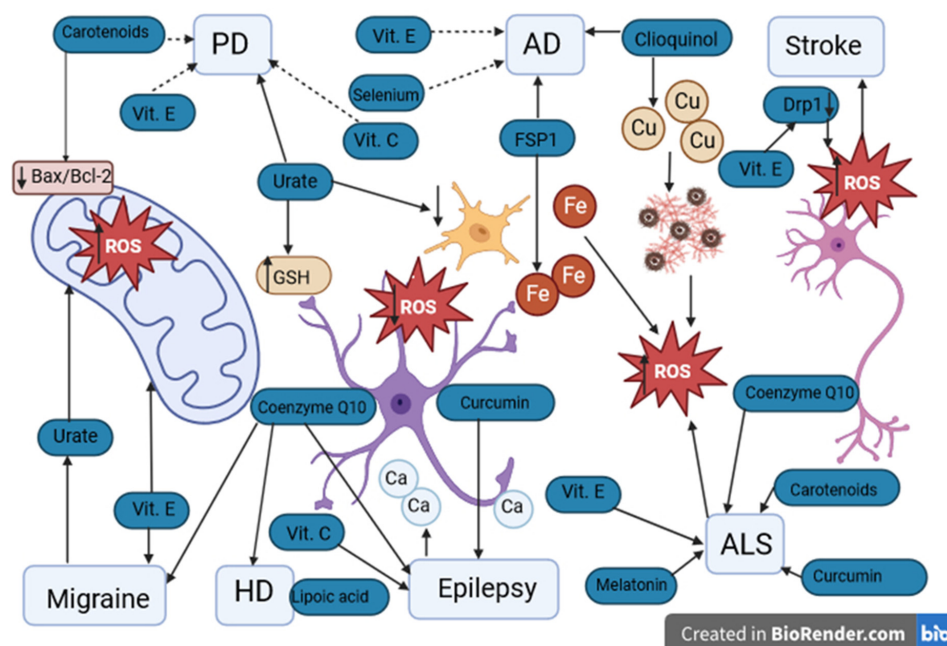 Carotenoids
PD
Vit. E
AD
Clioquinol
Stroke
Selenium
Vit. E
Vit. C
FSP1
Cu
Cu
Cu
Drp1
Vit. E
ROS
Bax/Bcl-2
Urate
Fe
ROS
GSH
Fe
Fe
ROS
ROS
Coenzyme Q10
Curcumin
Coenzyme Q10
Urate
Ca
Ca
Ca
Vit. E
Carotenoids
Vit. E
Vit. C
ALS
Migraine
HD
Lipoic acid
Epilepsy
Melatonin
Curcumin
Created in BioRender.com bio